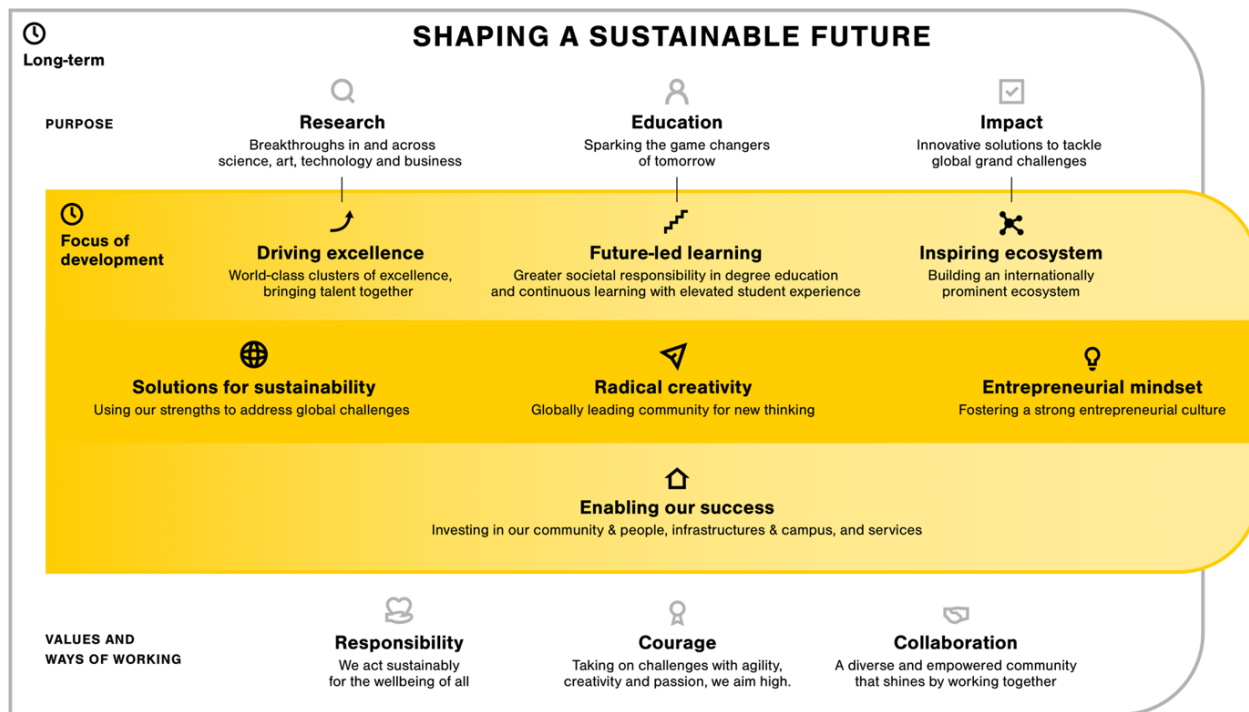 SHAPING A SUSTAINABLE FUTURE
Long-term
PURPOSE
Research
Breakthroughs in and across
science, art, technology and business
Education
Sparking the game changers
of tomorrow
Impact
Innovative solutions to tackle
global grand challenges
Focus of
development
Driving excellence
World-class clusters of excellence,
bringing talent together
Future-led learning
Greater societal responsibility in degree education
and continuous learning with elevated student experience
Inspiring ecosystem
Building an internationally
prominent ecosystem
Solutions for sustainability
Using our strengths to address global challenges
Radical creativity
Globally leading community for new thinking
Entrepreneurial mindset
Fostering a strong entrepreneurial culture
Enabling our success
Investing in our community & people, infrastructures & campus, and services
VALUES AND
WAYS OF WORKING
Responsibility
We act sustainably
for the wellbeing of all
Courage
Taking on challenges with agility,
creativity and passion, we aim high.
Collaboration
A diverse and empowered community
that shines by working together